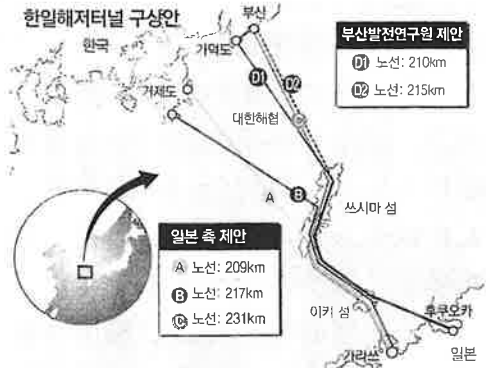 한일해저터널 구상안
한국
부산
가덕도
거제도
D1
D2
C
대한해협
A
B
쓰시마 섬
이키 섬
후쿠오카
가라쓰
일본
부산발전연구원 제안
D1 노선: 210km
D2 노선: 215km
일본 측 제안
A 노선: 209km
B 노선: 217km
C 노선: 231km